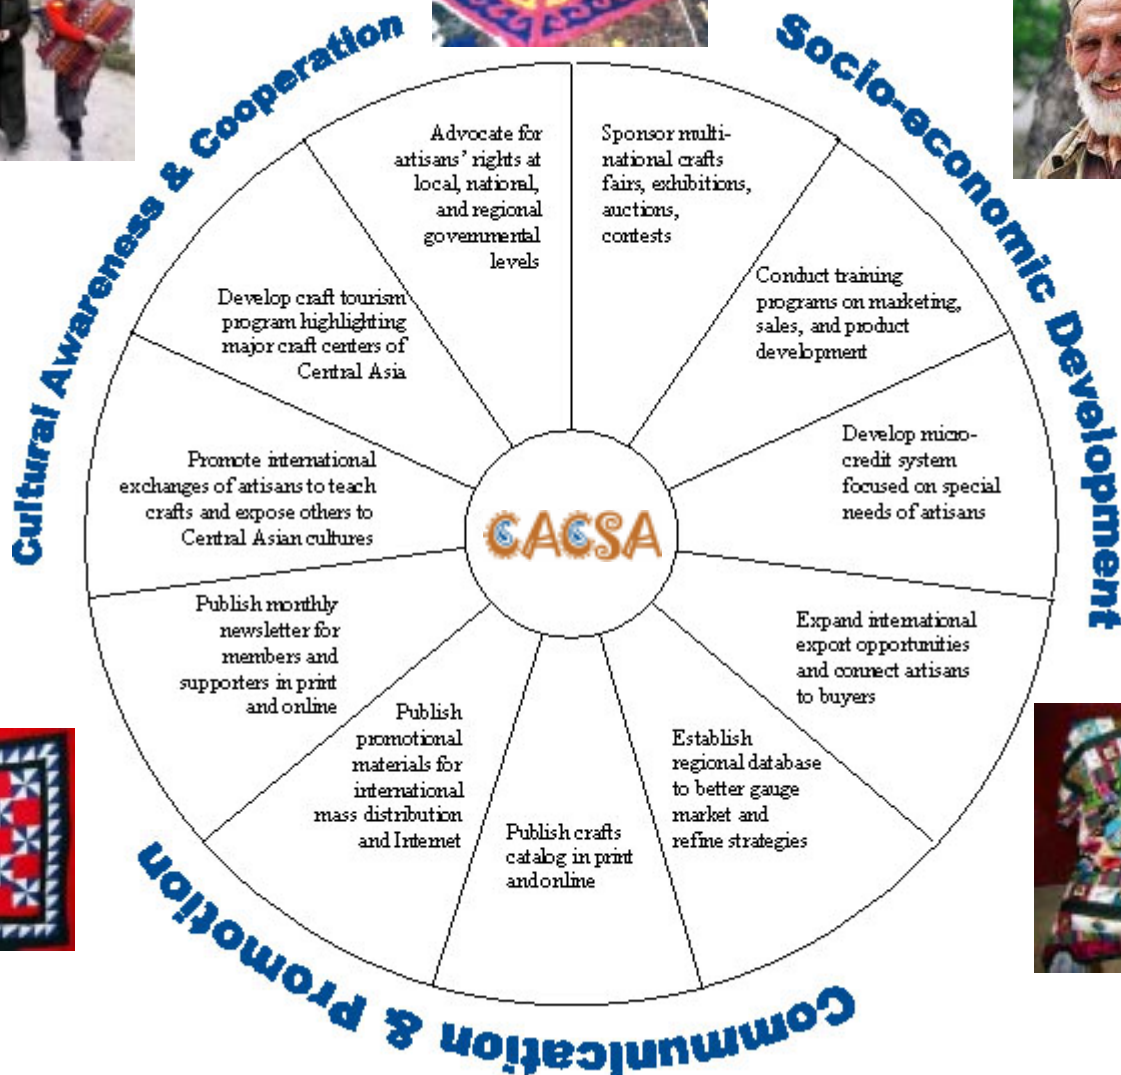 Cultural Awareness & Cooperation
Socio-economic Development
Communication & Promotion
Sponsor multi-
national crafts
fairs, exhibitions,
auctions,
contests
Conduct training
programs on marketing,
sales, and product
development
Develop micro-
credit system
focused on special
needs of artisans
Expand international
export opportunities
and connect artisans
to buyers
Establish
regional database
to better gauge
market and
refine strategies
Publish crafts
catalog in print
and online
Publish
promotional
materials for
international
mass distribution
and Internet
Publish monthly
newsletter for
members and
supporters in print
and online
Promote international
exchanges of artisans to teach
crafts and expose others to
Central Asian cultures
Develop craft tourism
program highlighting
major craft centers of
Central Asia
Advocate for
artisans' rights at
local, national,
and regional
governmental
levels
CACSA